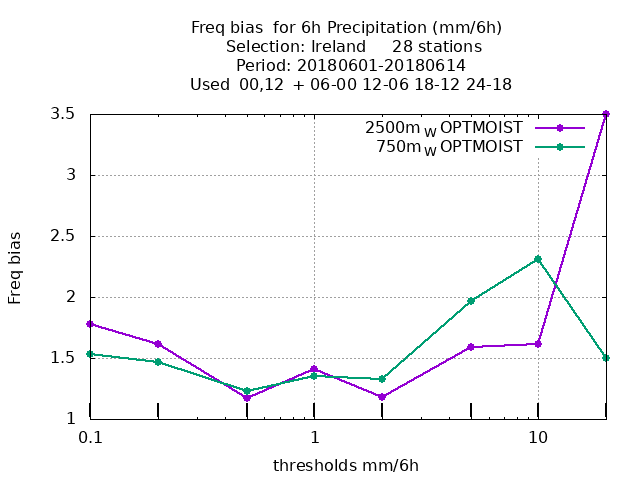 Freq bias  for 6h Precipitation (mm/6h)
Selection: Ireland     28 stations
Period: 20180601-20180614
Used  00,12  + 06-00 12-06 18-12 24-18
2500m W OPTMOIST
750m W OPTMOIST
3.5
3
2.5
2
1.5
1
Freq bias
0.1 1 10
thresholds mm/6h